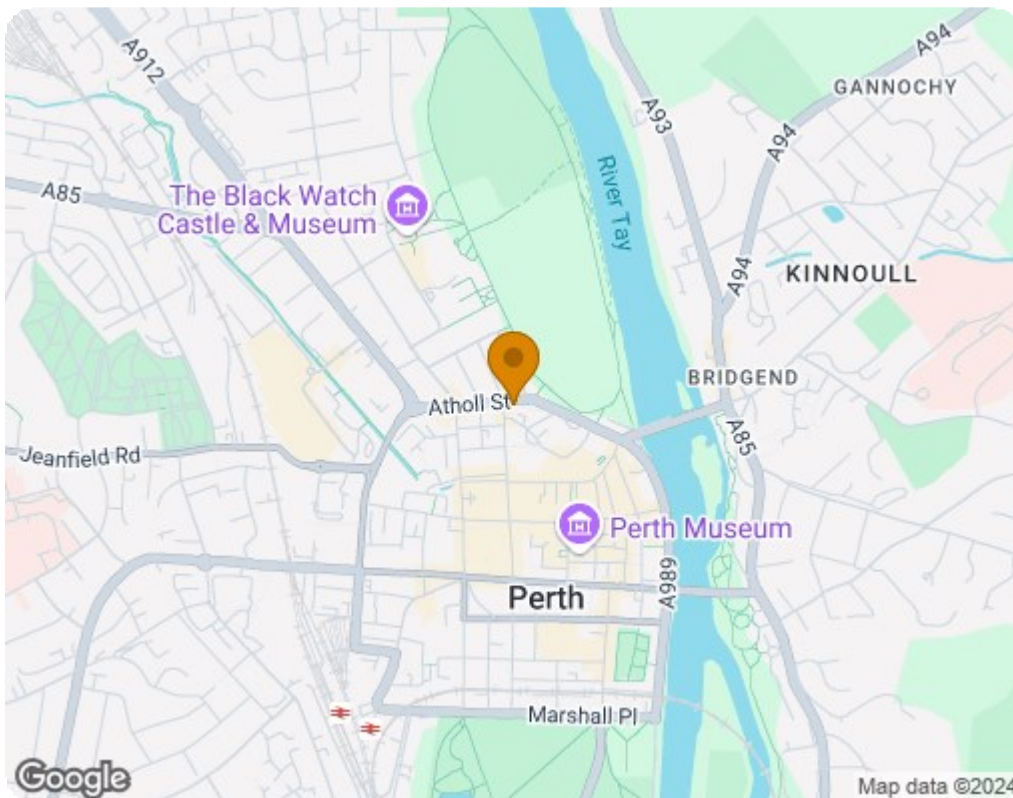 A912
A94
GANNOCHY
A93
A94
A85
The Black Watch
Castle & Museum
River Tay
A94
KINNOULL
BRIDGEND
Atholl St
A85
Jeanfield Rd
Perth Museum
A989
Perth
Marshall Pl
Google
Map data ©2024